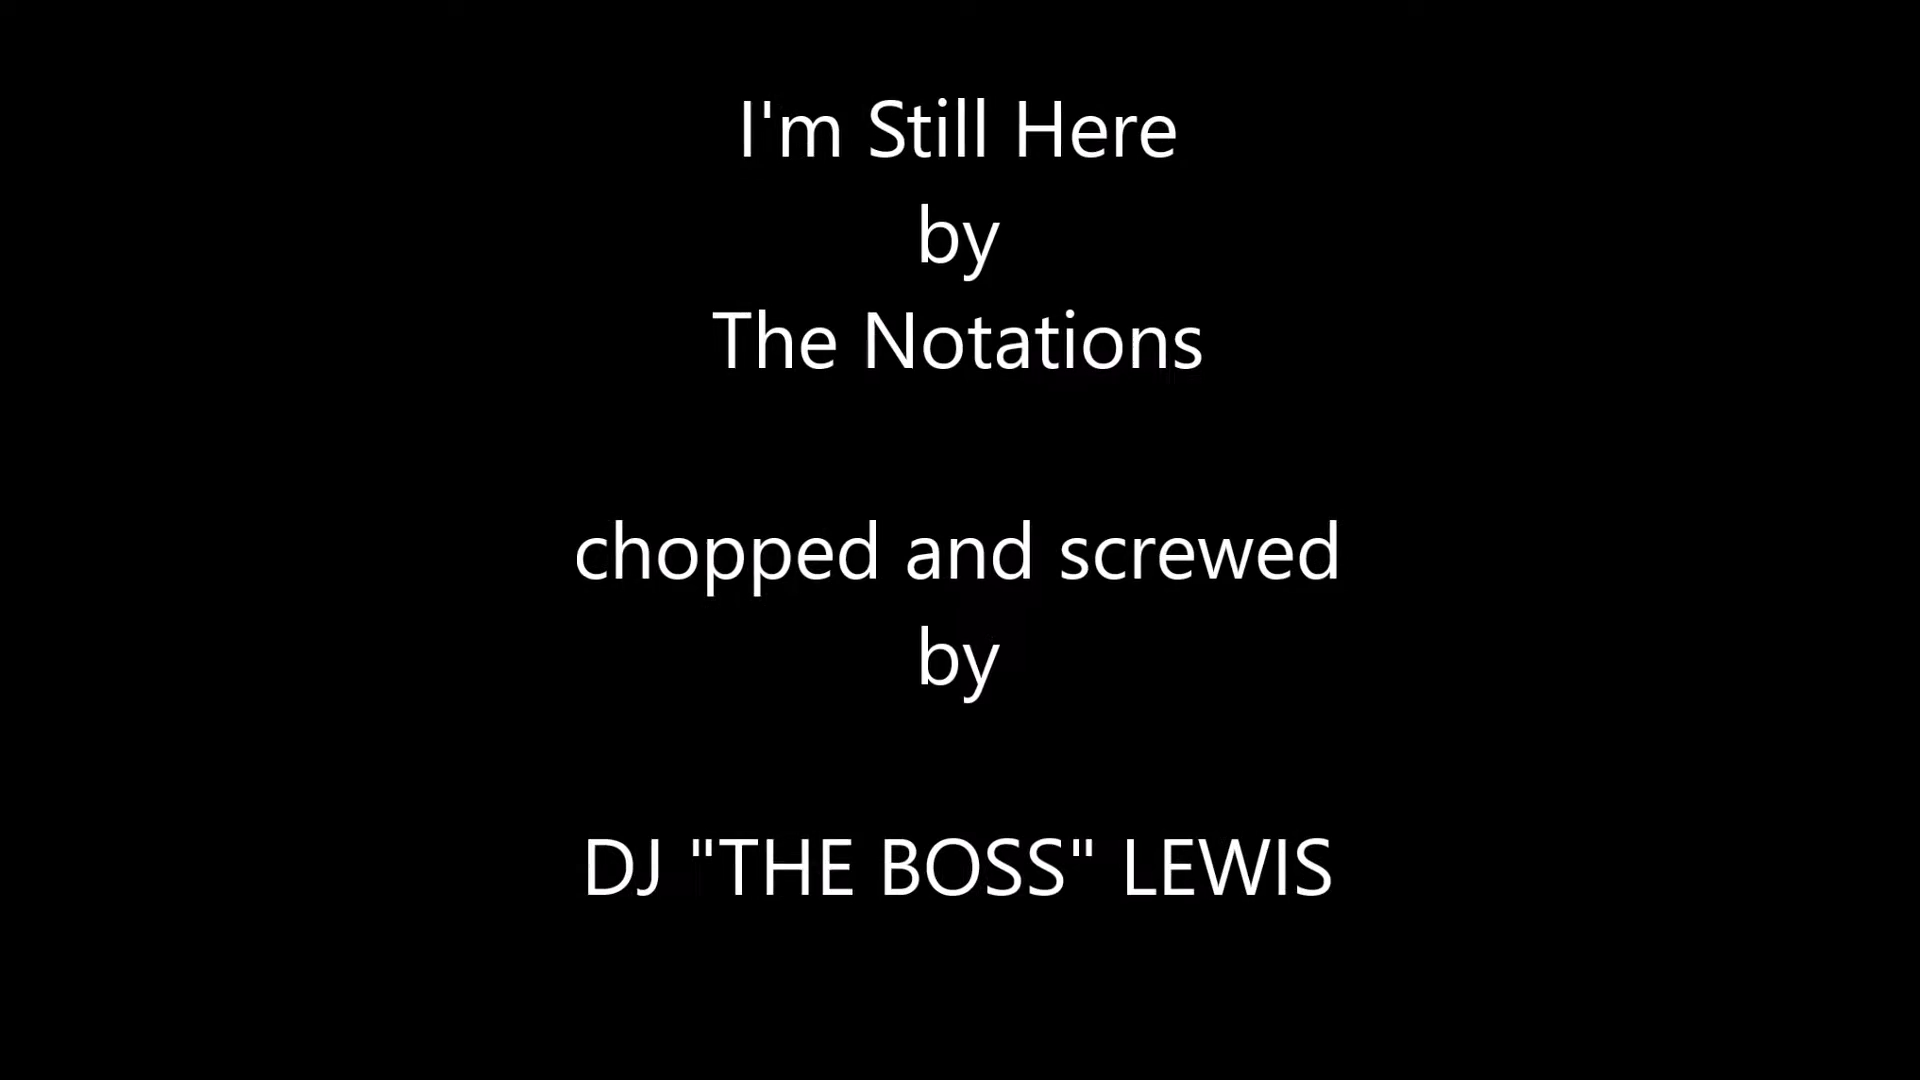 I'm Still Here
by
The Notations
chopped and screwed
by
DJ "THE BOSS" LEWIS